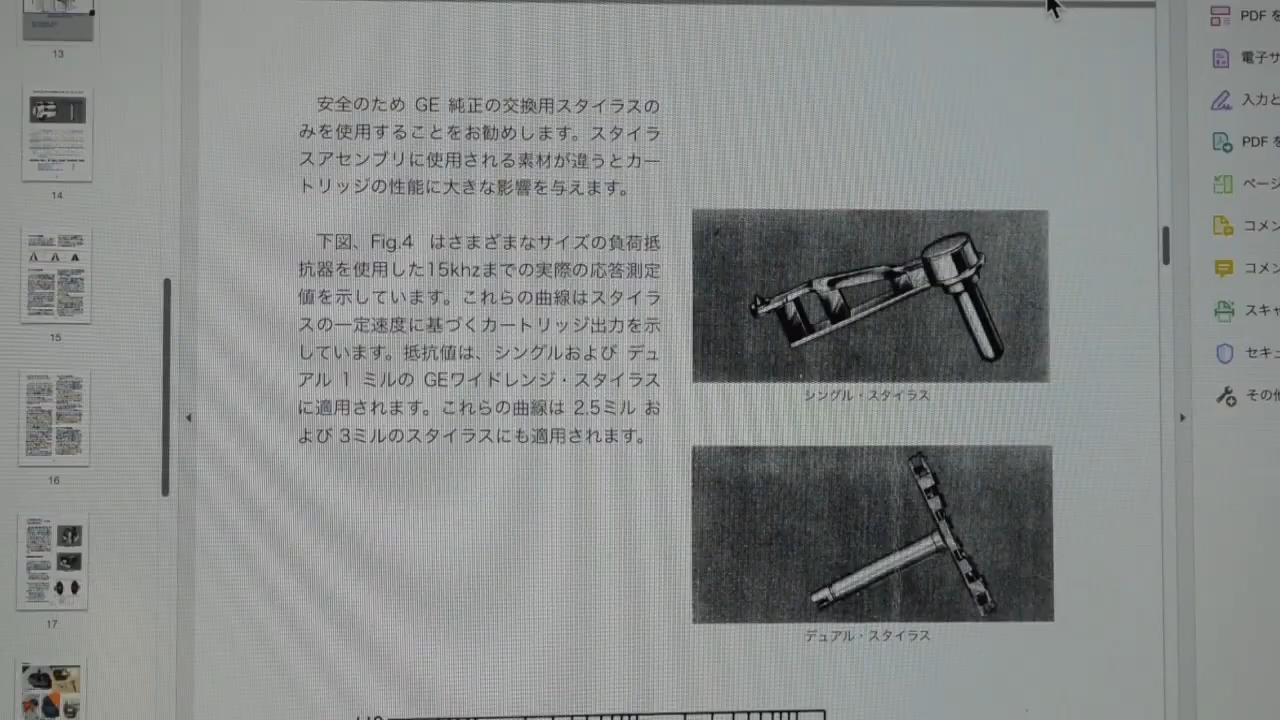 13
14
15
16
17
安全のため GE 純正の交換用スタイラスの
みを使用することをお勧めします。スタイラ
スアセンブリに使用される素材が違うとカー
トリッジの性能に大きな影響を与えます。
下図、Fig.4 はさまざまなサイズの負荷抵
抗器を使用した15khzまでの実際の応答測定
値を示しています。これらの曲線はスタイラ
スの一定速度に基づくカートリッジ出力を示
しています。抵抗値は、シングルおよび デュ
アル 1 ミルの GEワイドレンジ・スタイラス
に適用されます。これらの曲線は 2.5ミル お
よび 3ミルのスタイラスにも適用されます。
シングル・スタイラス
デュアル・スタイラス
PDF を
電子サ
入力と
PDF を
ページ
コメン
コメン
スキャ
セキュ
その他